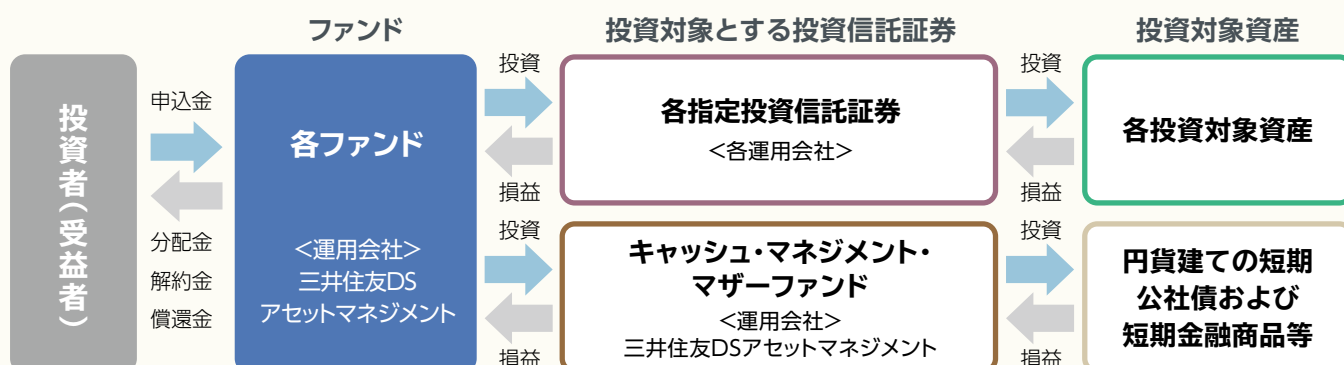 ファンド
投資対象とする投資信託証券
投資対象資産
投資者（受益者）
申込金
分配金
解約金
償還金
各ファンド
＜運用会社＞
三井住友DS
アセットマネジメント
投資
損益
各指定投資信託証券
＜各運用会社＞
投資
損益
各投資対象資産
投資
損益
キャッシュ・マネジメント・
マザーファンド
＜運用会社＞
三井住友DSアセットマネジメント
投資
損益
円貨建ての短期
公社債および
短期金融商品等